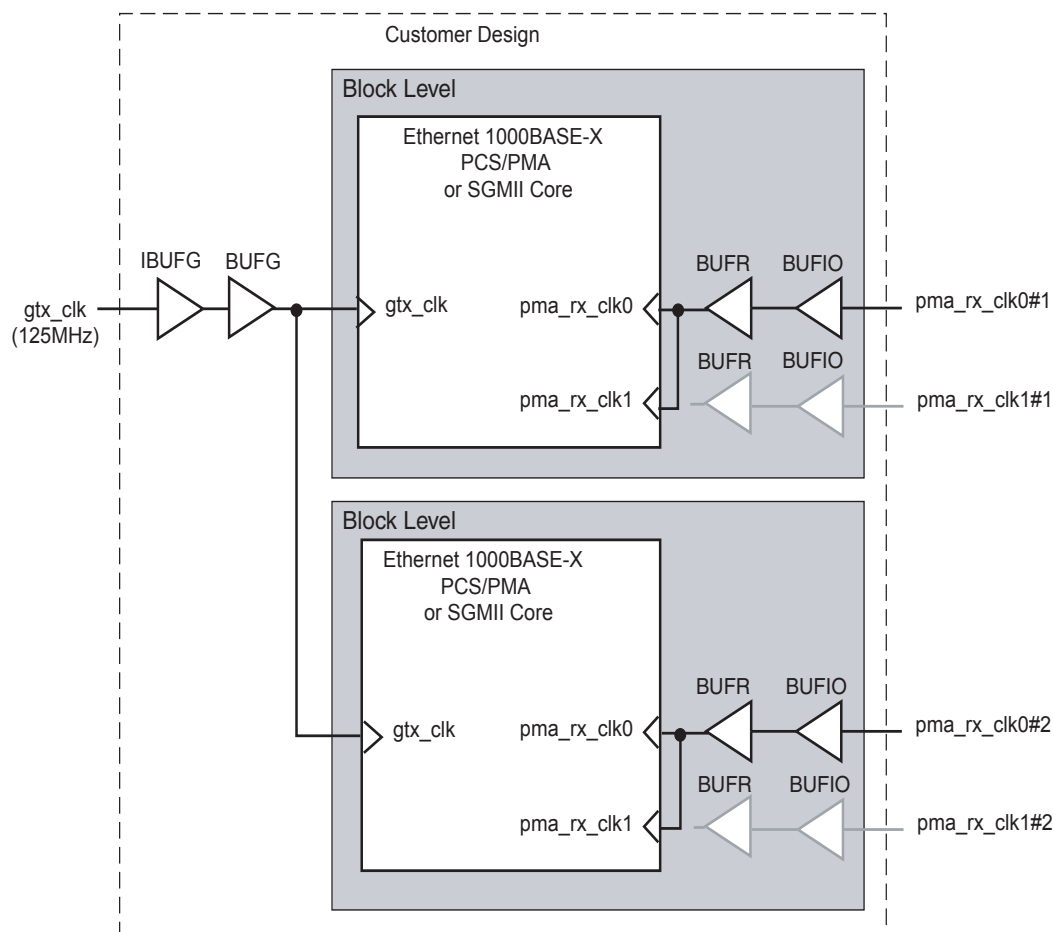 Customer Design
Block Level
Ethernet 1000BASE-X
PCS/PMA
or SGMII Core
IBUFG
BUFG
BUFR
BUFIO
gtx_clk
(125MHz)
gtx_clk
pma_rx_clk0
pma_rx_clk0#1
BUFR
BUFIO
pma_rx_clk1
pma_rx_clk1#1
Block Level
Ethernet 1000BASE-X
PCS/PMA
or SGMII Core
BUFR
BUFIO
gtx_clk
pma_rx_clk0
pma_rx_clk0#2
BUFR
BUFIO
pma_rx_clk1
pma_rx_clk1#2